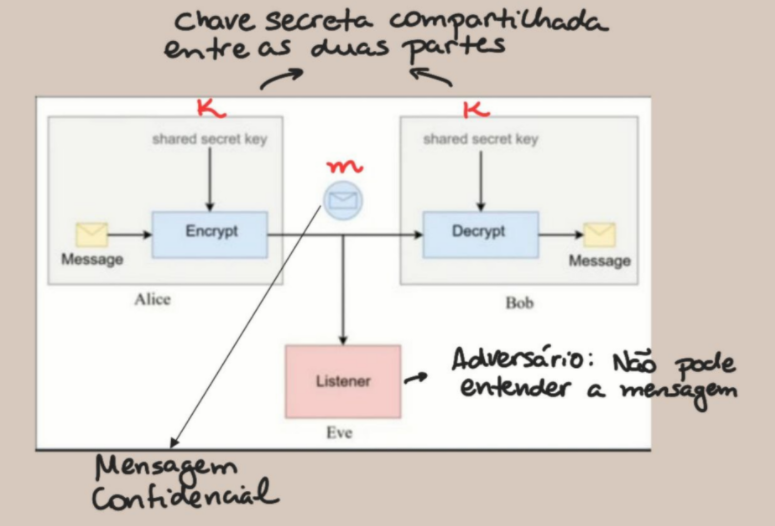 chave secreta compartilhada
entre as duas partes
K
K
shared secret key
shared secret key
m
Encrypt
Decrypt
Message
Message
Alice
Bob
Listener
Adversário: Não pode
entender a mensagem
Eve
Mensagem
Confidencial